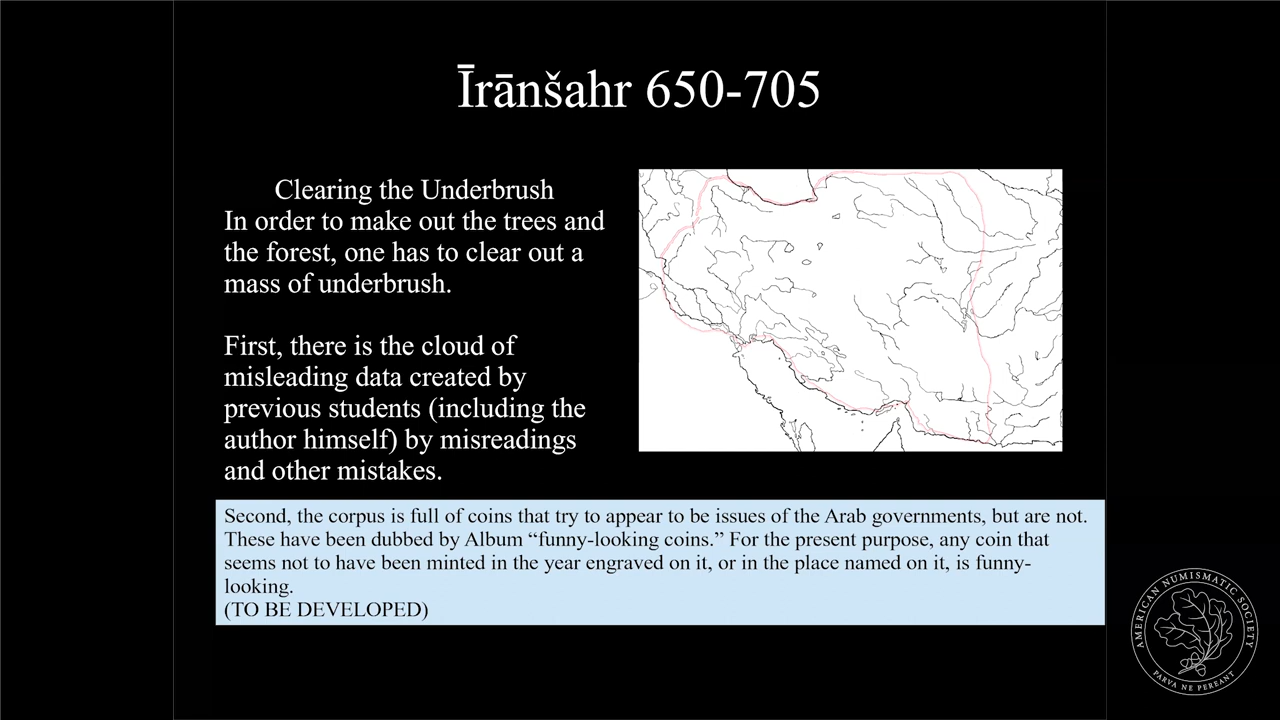 Īrānšahr 650-705
Clearing the Underbrush
In order to make out the trees and
the forest, one has to clear out a
mass of underbrush.
First, there is the cloud of
misleading data created by
previous students (including the
author himself) by misreadings
and other mistakes.
Second, the corpus is full of coins that try to appear to be issues of the Arab governments, but are not.
These have been dubbed by Album “funny-looking coins.” For the present purpose, any coin that
seems not to have been minted in the year engraved on it, or in the place named on it, is funny-
looking.
(TO BE DEVELOPED)
AMERICAN NUMISMATIC SOCIETY
PARVA NE PEREANT